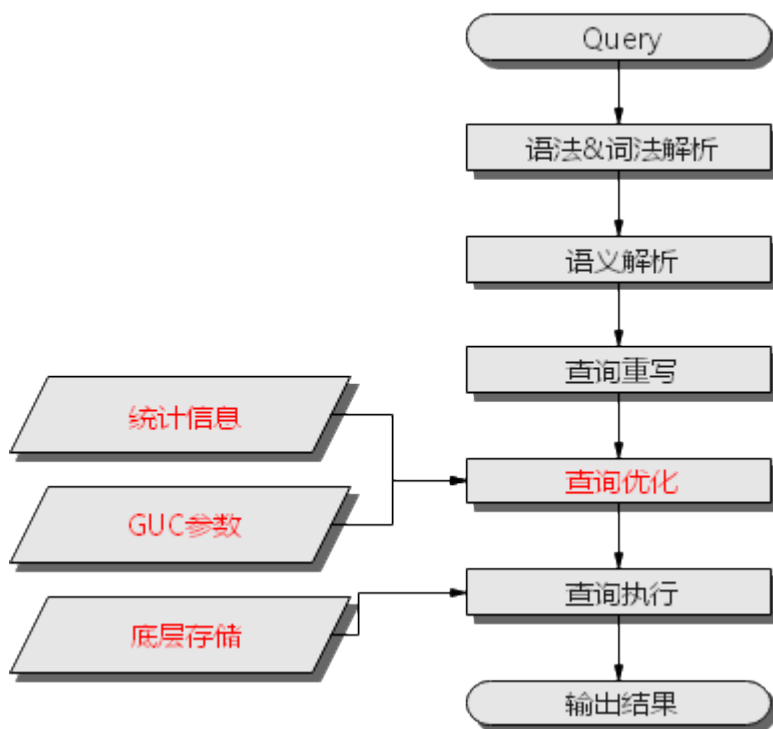 Query
语法&词法解析
语义解析
查询重写
统计信息
查询优化
GUC参数
查询执行
底层存储
输出结果